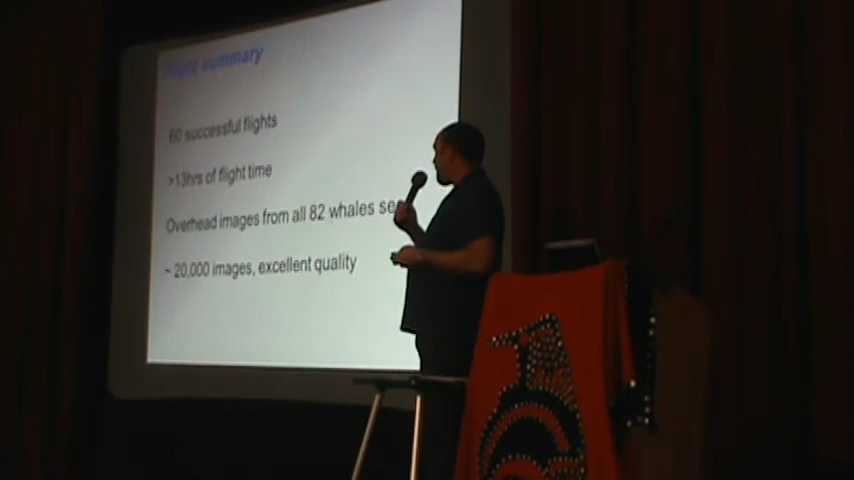 Flight summary
60 successful flights
>13hrs of flight time
Overhead images from all 82 whales
~ 20,000 images, excellent quality